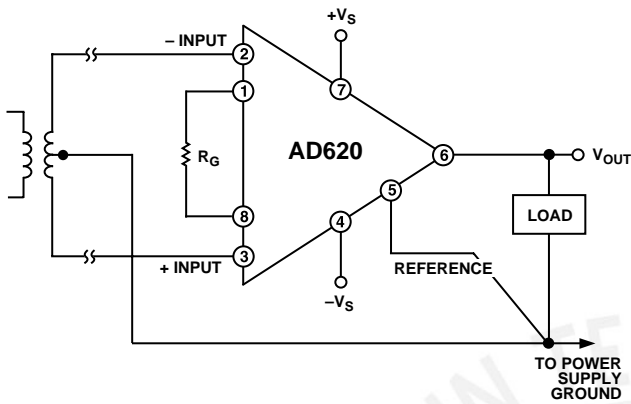 – INPUT
+VS
2
1
7
RG
AD620
6
VOUT
5
8
4
LOAD
3
+ INPUT
REFERENCE
–VS
TO POWER
SUPPLY
GROUND